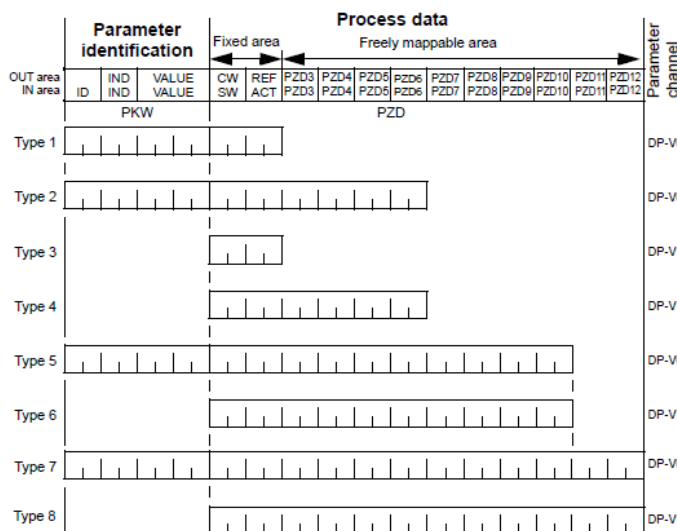 Process data
Parameter identification
Fixed area
Freely mappable area
Parameter channel
OUT area IND VALUE CW REF PZD3 PZD4 PZD5 PZD6 PZD7 PZD8 PZD9 PZD10 PZD11 PZD12
IN area ID IND VALUE SW ACT PZD3 PZD4 PZD5 PZD6 PZD7 PZD8 PZD9 PZD10 PZD11 PZD12
PKW PZD
Type 1
Type 2
Type 3
Type 4
Type 5
Type 6
Type 7
Type 8